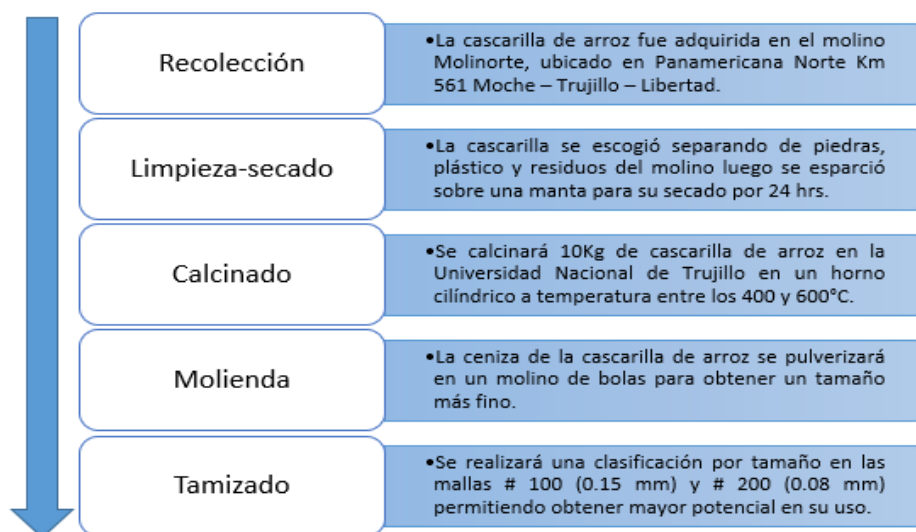 Recolección
•La cascarilla de arroz fue adquirida en el molino
Molinorte, ubicado en Panamericana Norte Km
561 Moche – Trujillo – Libertad.
Limpieza-secado
•La cascarilla se escogió separando de piedras,
plástico y residuos del molino luego se esparció
sobre una manta para su secado por 24 hrs.
Calcinado
•Se calcinará 10Kg de cascarilla de arroz en la
Universidad Nacional de Trujillo en un horno
cilíndrico a temperatura entre los 400 y 600°C.
Molienda
•La ceniza de la cascarilla de arroz se pulverizará
en un molino de bolas para obtener un tamaño
más fino.
Tamizado
•Se realizará una clasificación por tamaño en las
mallas # 100 (0.15 mm) y # 200 (0.08 mm)
permitiendo obtener mayor potencial en su uso.